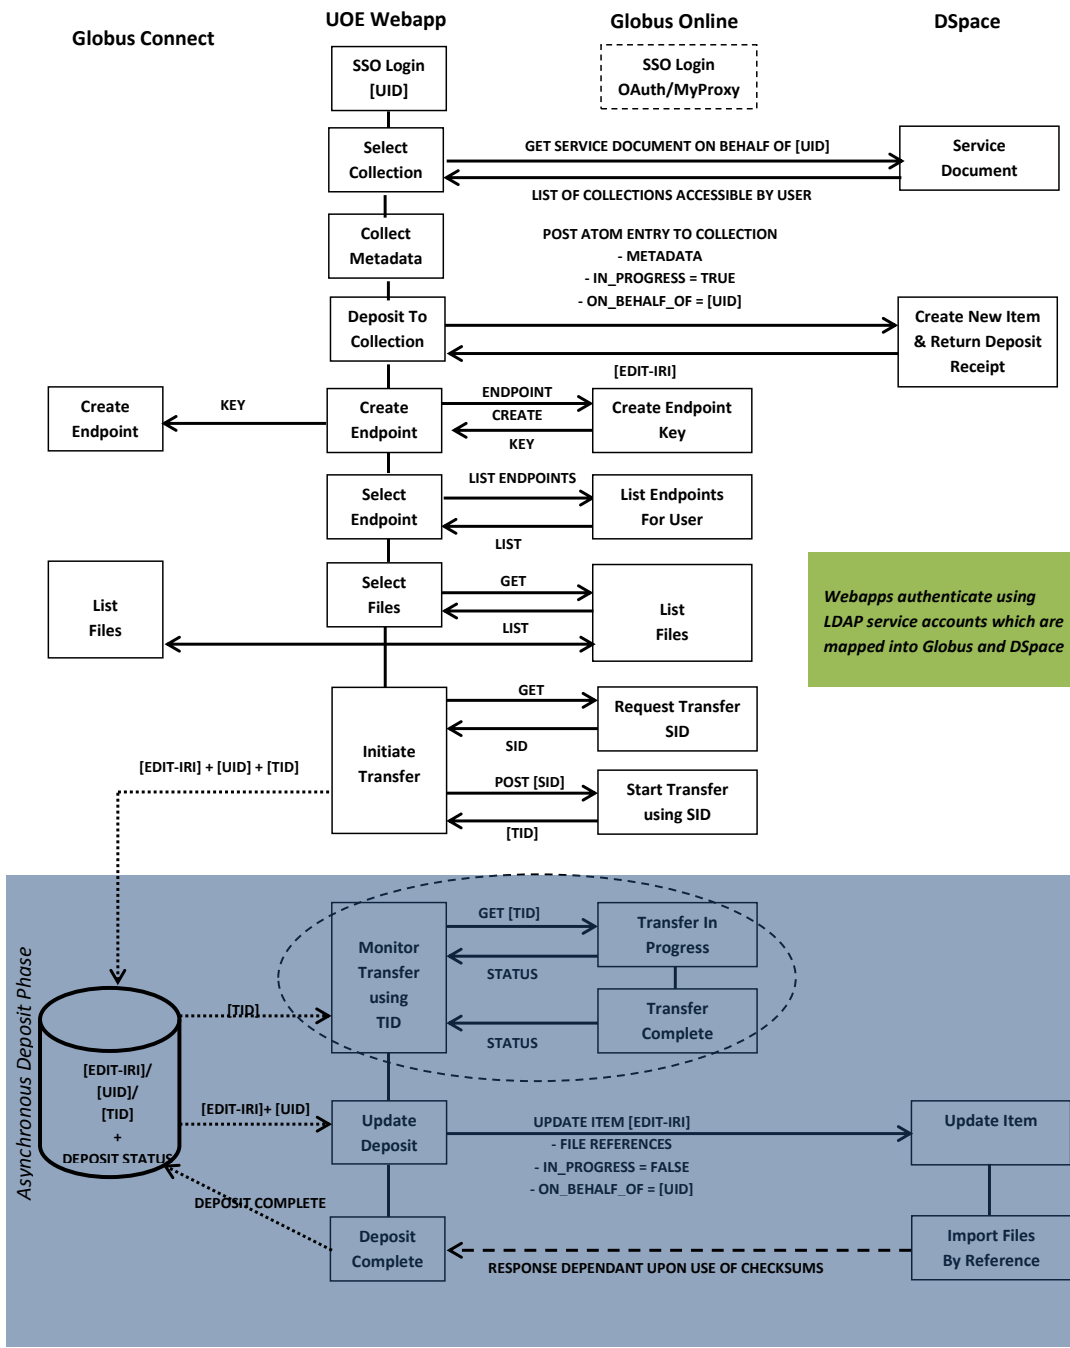 Globus Connect
UOE Webapp
Globus Online
DSpace
SSO Login
[UID]
SSO Login
OAuth/MyProxy
Select
Collection
GET SERVICE DOCUMENT ON BEHALF OF [UID]
LIST OF COLLECTIONS ACCESSIBLE BY USER
Service
Document
Collect
Metadata
POST ATOM ENTRY TO COLLECTION
- METADATA
- IN_PROGRESS = TRUE
- ON_BEHALF_OF = [UID]
Deposit To
Collection
Create New Item
& Return Deposit
Receipt
[EDIT-IRI]
Create
Endpoint
KEY
Create
Endpoint
ENDPOINT
CREATE
KEY
Create Endpoint
Key
Select
Endpoint
LIST ENDPOINTS
LIST
List Endpoints
For User
List
Files
Select
Files
GET
LIST
List
Files
Webapps authenticate using
LDAP service accounts which are
mapped into Globus and DSpace
Initiate
Transfer
GET
SID
Request Transfer
SID
[EDIT-IRI] + [UID] + [TID]
POST [SID]
[TID]
Start Transfer
using SID
Asynchronous Deposit Phase
Monitor
Transfer
using
TID
GET [TID]
STATUS
Transfer In
Progress
[TID]
STATUS
Transfer
Complete
[EDIT-IRI]/
[UID]/
[TID]
+
DEPOSIT STATUS
[EDIT-IRI]+ [UID]
Update
Deposit
UPDATE ITEM [EDIT-IRI]
- FILE REFERENCES
- IN_PROGRESS = FALSE
- ON_BEHALF_OF = [UID]
Update Item
DEPOSIT COMPLETE
Deposit
Complete
RESPONSE DEPENDANT UPON USE OF CHECKSUMS
Import Files
By Reference